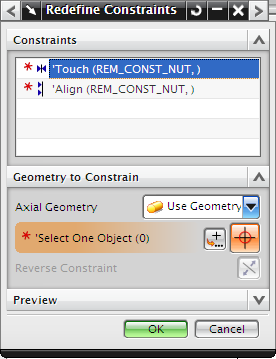 Redefine Constraints
Constraints
* 'Touch (REM_CONST_NUT, )
* 'Align (REM_CONST_NUT, )
Geometry to Constrain
Axial Geometry Use Geometry
* 'Select One Object (0)
Reverse Constraint
Preview
OK Cancel